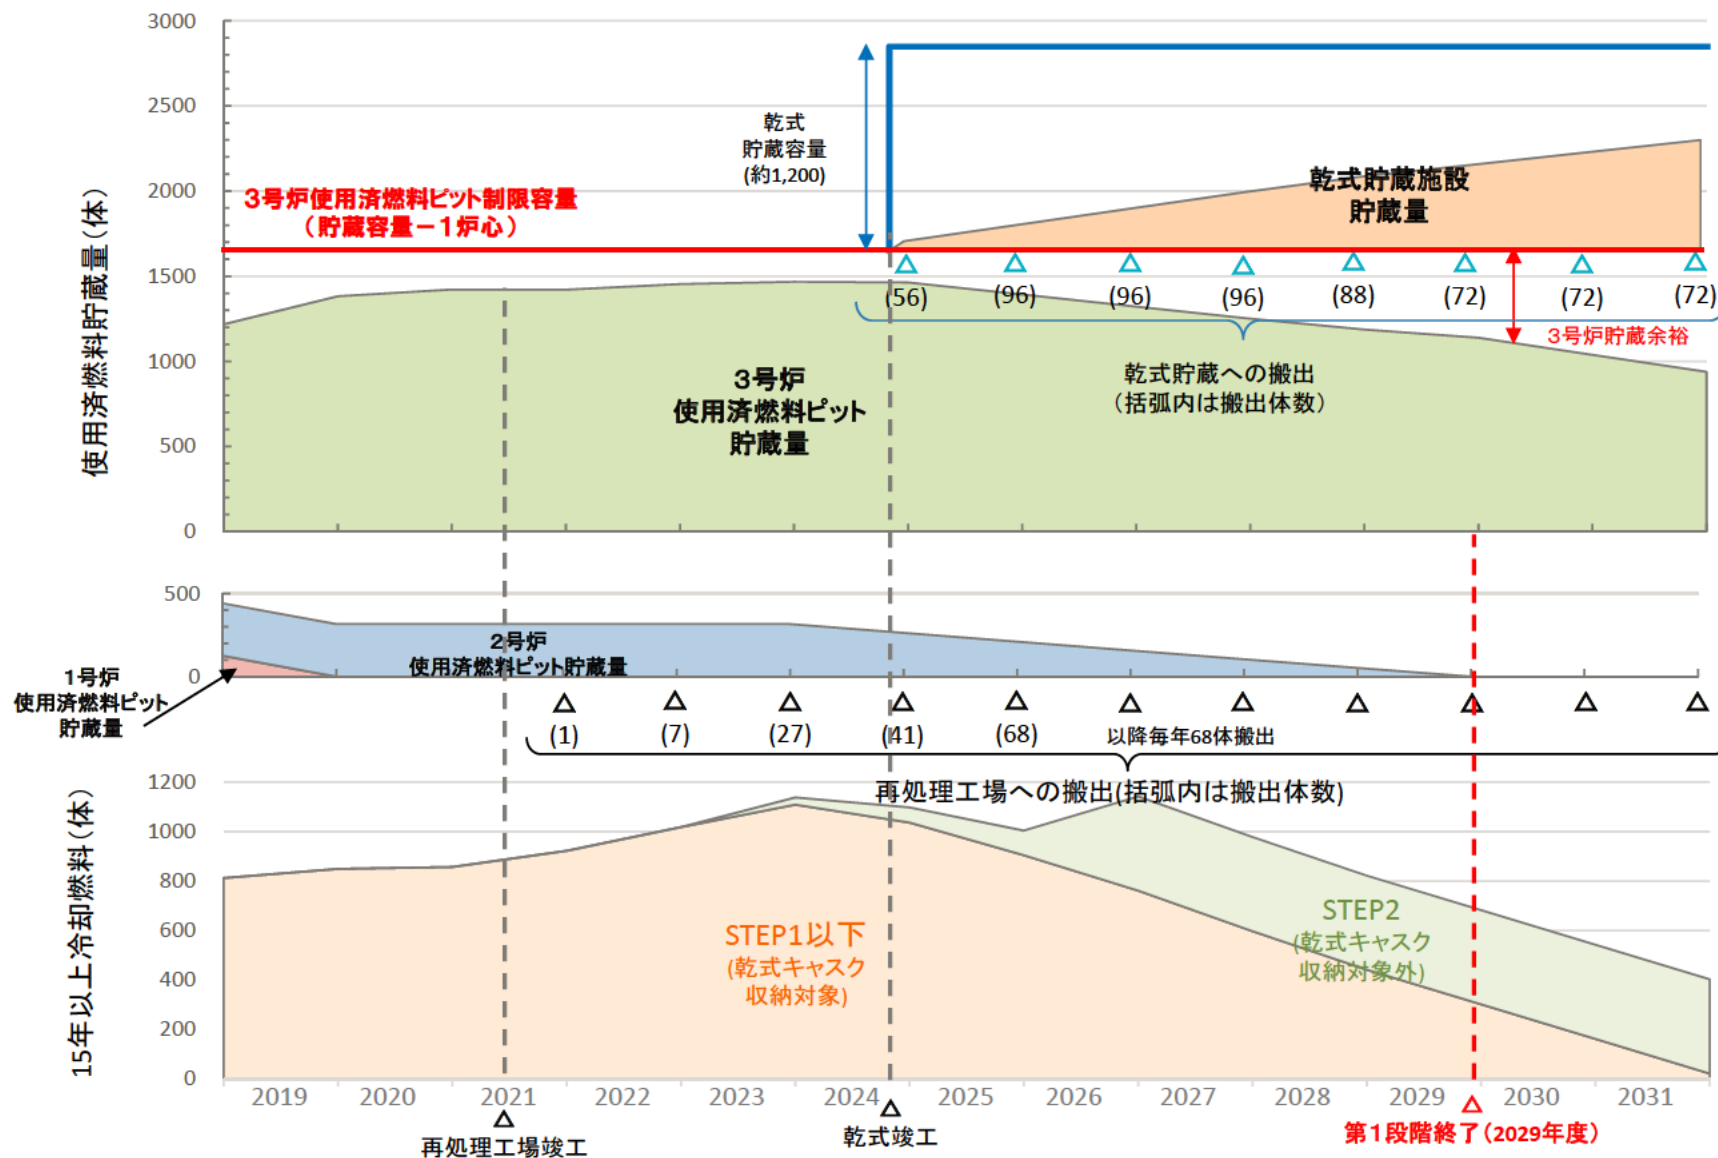 使用済燃料貯蔵量(体)
3000
2500
2000
1500
1000
500
0
乾式
貯蔵容量
(約1,200)
3号炉使用済燃料ピット制限容量
(貯蔵容量－1炉心)
乾式貯蔵施設
貯蔵量
(56)
(96)
(96)
(96)
(88)
(72)
(72)
(72)
3号炉貯蔵余裕
乾式貯蔵への搬出
(括弧内は搬出体数)
3号炉
使用済燃料ピット
貯蔵量
500
0
2号炉
使用済燃料ピット貯蔵量
1号炉
使用済燃料ピット
貯蔵量
(1)
(7)
(27)
(41)
(68)
以降毎年68体搬出
再処理工場への搬出(括弧内は搬出体数)
15年以上冷却燃料(体)
1200
1000
800
600
400
200
0
STEP1以下
(乾式キャスク
収納対象)
STEP2
(乾式キャスク
収納対象外)
2019
2020
2021
2022
2023
2024
2025
2026
2027
2028
2029
2030
2031
再処理工場竣工
乾式竣工
第1段階終了(2029年度)